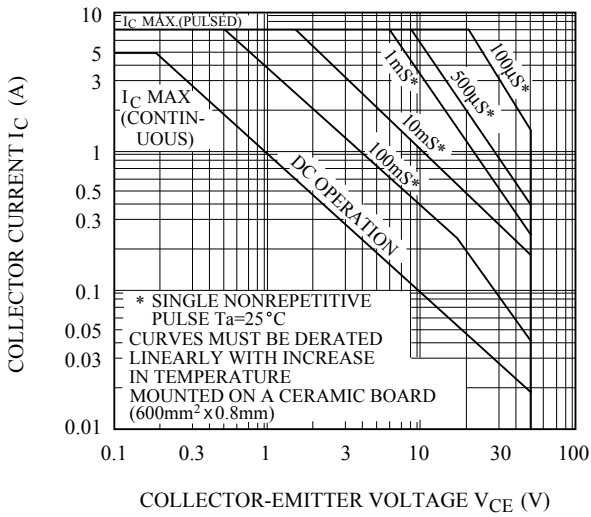 10
IC MAX.(PULSED)
5
3
1
0.5
0.3
0.1
0.05
0.03
0.01
COLLECTOR CURRENT IC (A)
IC MAX
(CONTIN-
UOUS)
1mS*
500µS*
100µS*
10mS*
100mS*
DC OPERATION
* SINGLE NONREPETITIVE
PULSE Ta=25°C
CURVES MUST BE DERATED
LINEARLY WITH INCREASE
IN TEMPERATURE
MOUNTED ON A CERAMIC BOARD
(600mm²x0.8mm)
0.1 0.3 1 3 10 30 100
COLLECTOR-EMITTER VOLTAGE VCE (V)